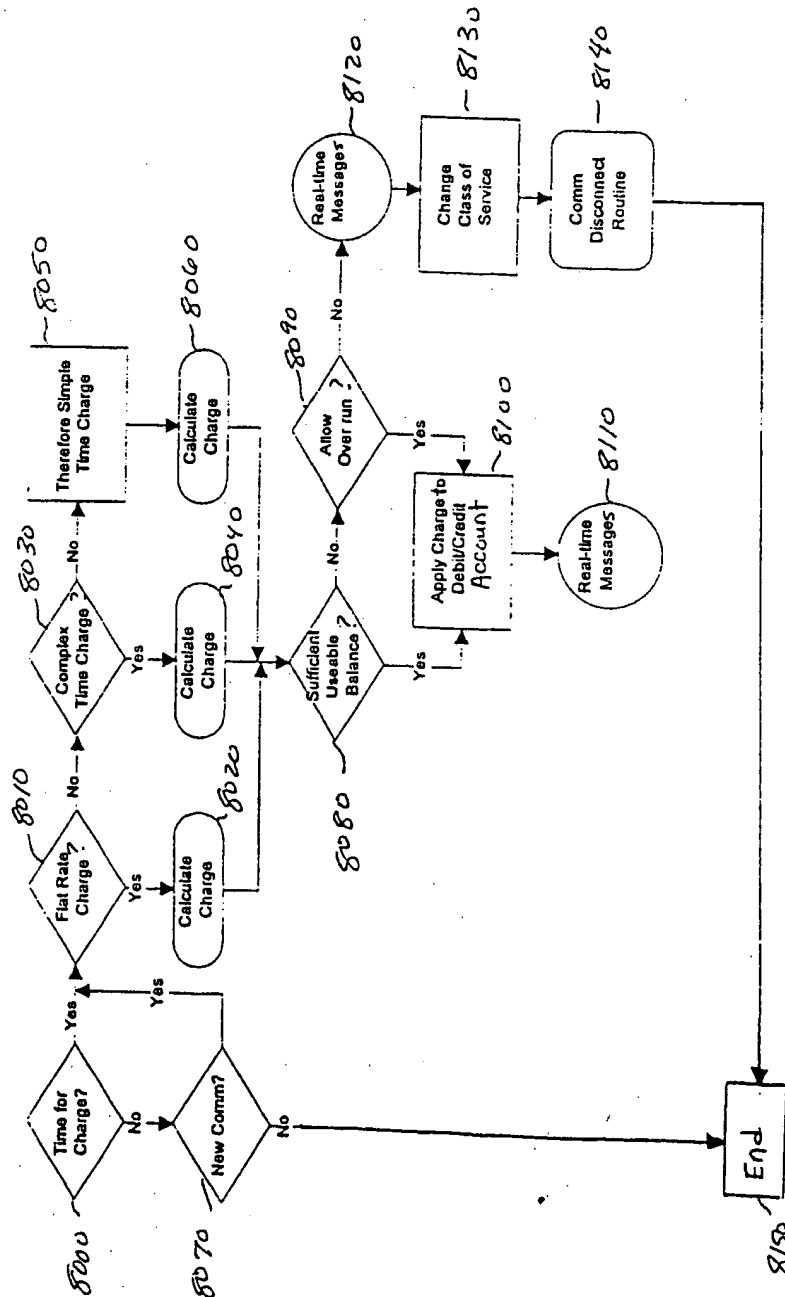 8000
Time for
Charge?
Yes
No
8070
New Comm?
Yes
No
8010
Flat Rate
Charge?
No
Yes
8020
Calculate
Charge
8030
Complex
Time Charge?
No
Yes
8040
Calculate
Charge
8050
Therefore Simple
Time Charge
8060
Calculate
Charge
8080
Sufficient
Useable
Balance?
No
Yes
8090
Allow
Over run?
No
Yes
8100
Apply Charge to
Debit/Credit
Account
8110
Real-time
Messages
8120
Real-time
Messages
8130
Change
Class of
Service
8140
Comm
Disconnect
Routine
End